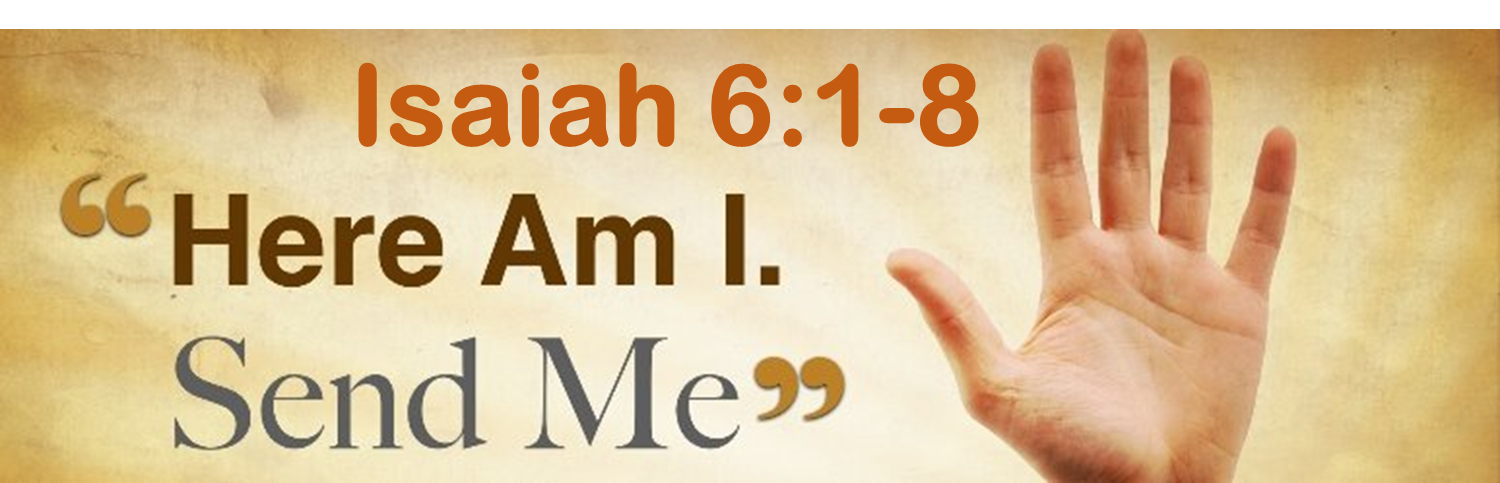 Isaiah 6:1-8
“Here Am I.
Send Me”